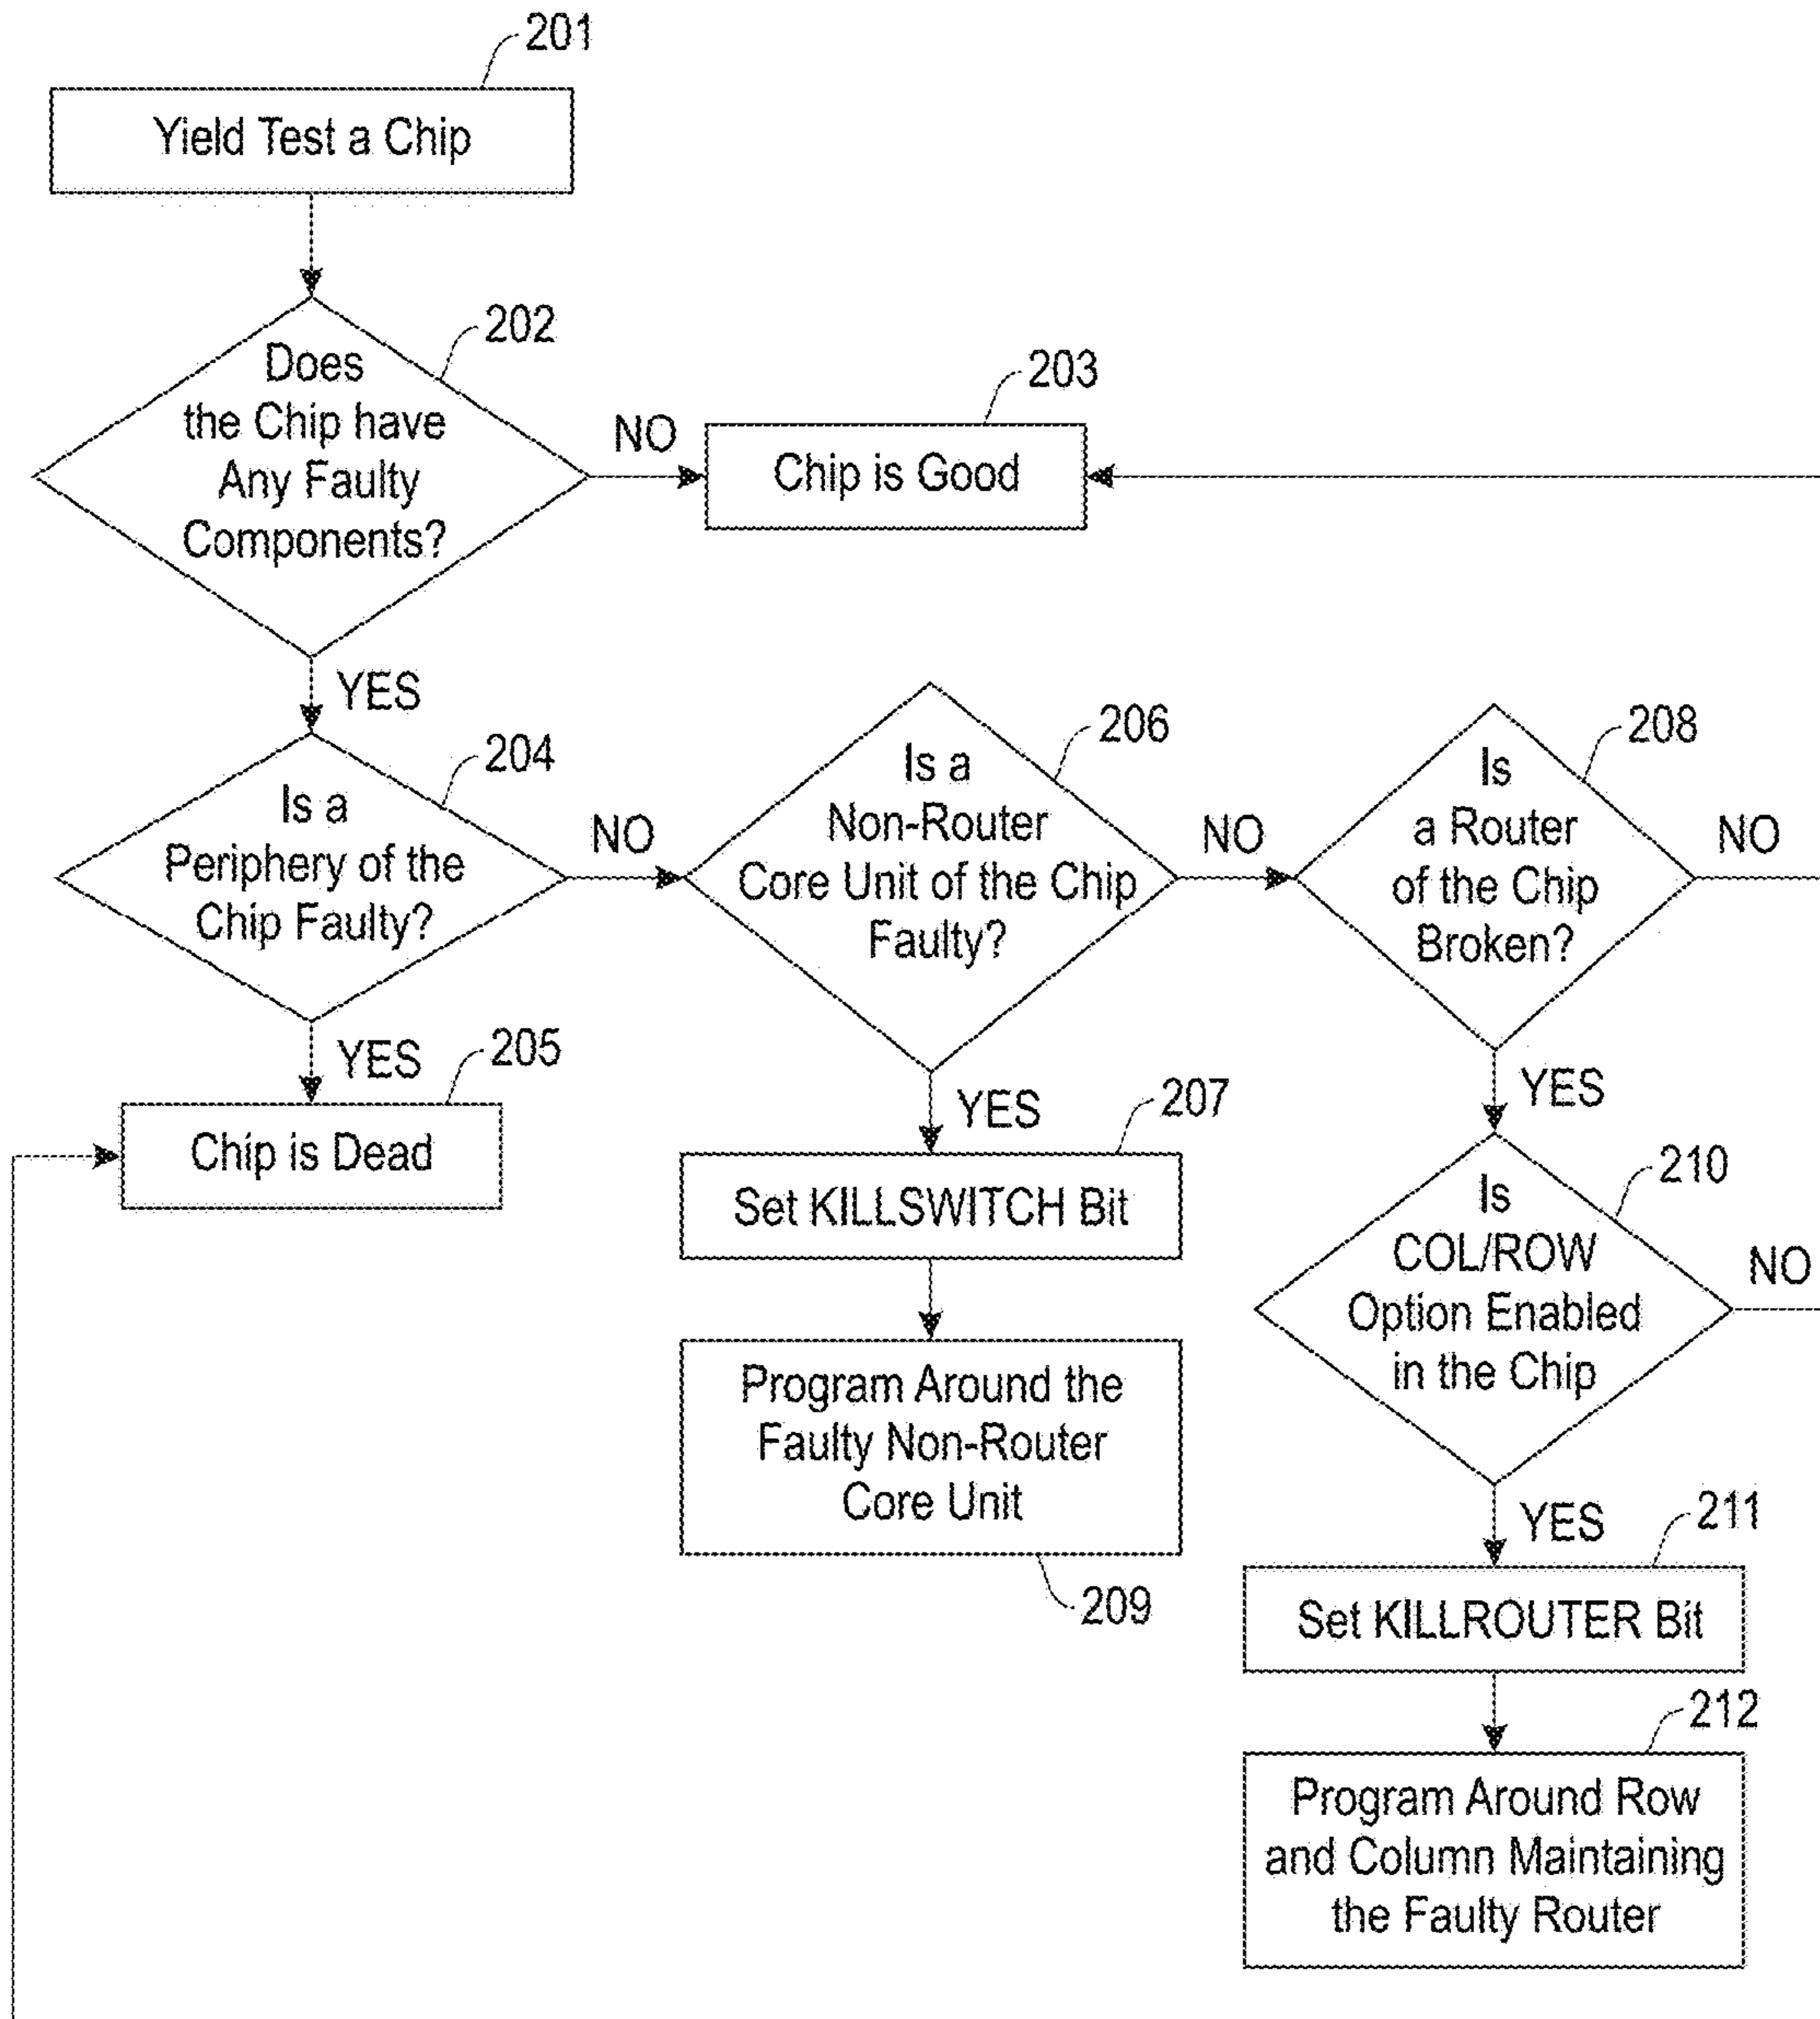 201
Yield Test a Chip
202
Does
the Chip have
Any Faulty
Components?
NO
203
Chip is Good
YES
204
Is a
Periphery of the
Chip Faulty?
NO
206
Is a
Non-Router
Core Unit of the Chip
Faulty?
NO
208
Is
a Router
of the Chip
Broken?
NO
YES
205
Chip is Dead
YES
207
Set KILLSWITCH Bit
Program Around the
Faulty Non-Router
Core Unit
209
YES
210
Is
COL/ROW
Option Enabled
in the Chip
NO
YES
211
Set KILLROUTER Bit
212
Program Around Row
and Column Maintaining
the Faulty Router